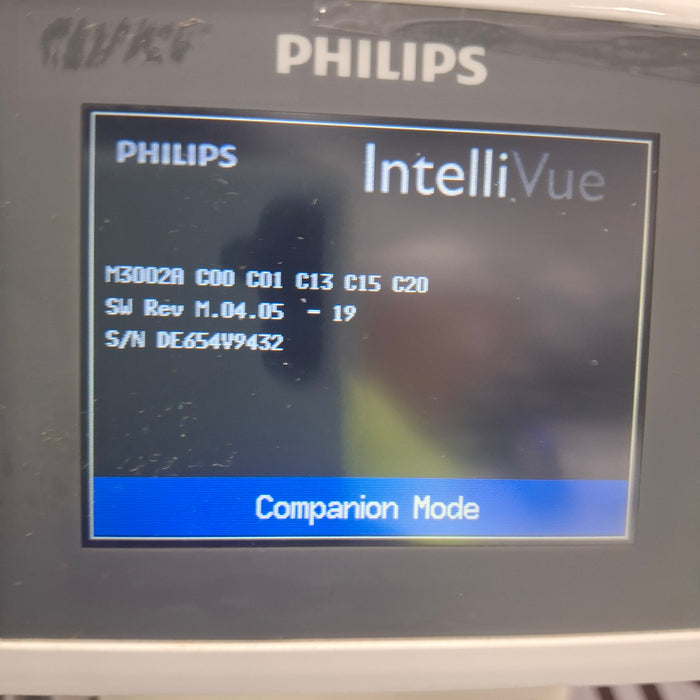 PHILIPS
PHILIPS
IntelliVue
M3002A C00 C01 C13 C15 C20
SW Rev M.04.05 - 19
S/N DE654V9432
Companion Mode